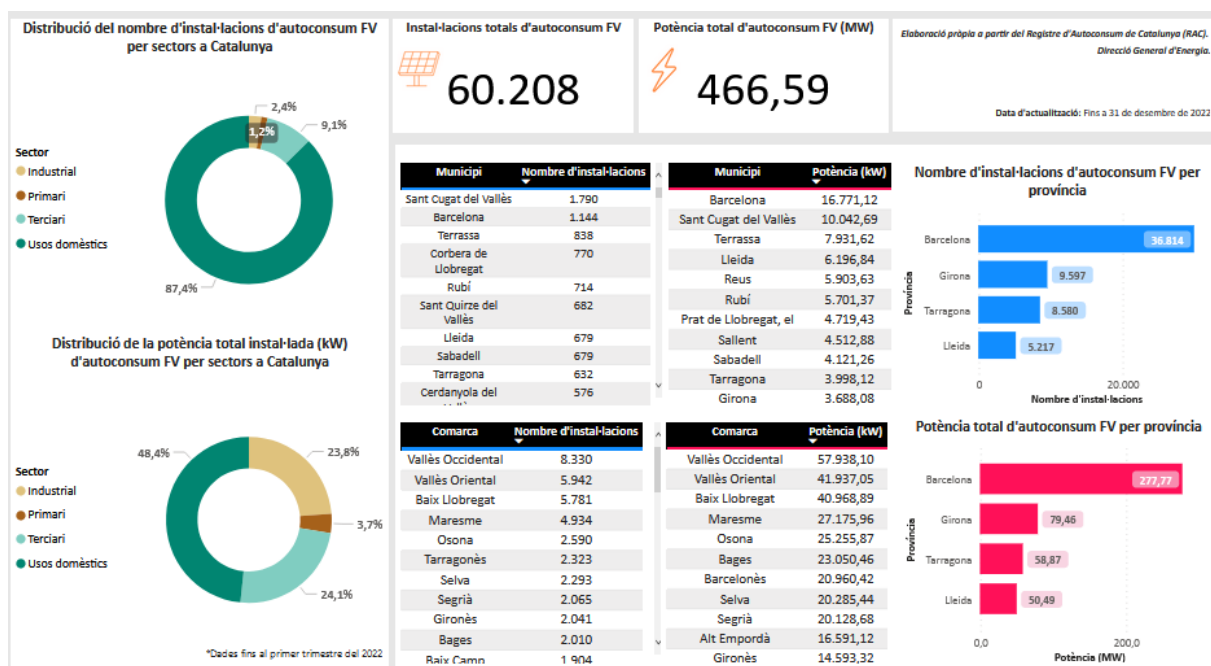 Distribució del nombre d'instal·lacions d'autoconsum FV
per sectors a Catalunya
2,4%
1,2%
9,1%
87,4%
Sector
Industrial
Primari
Terciari
Usos domèstics
Distribució de la potència total instal·lada (kW)
d'autoconsum FV per sectors a Catalunya
48,4%
23,8%
3,7%
24,1%
Sector
Industrial
Primari
Terciari
Usos domèstics
*Dades fins al primer trimestre del 2022
Instal·lacions totals d'autoconsum FV
60.208
Potència total d'autoconsum FV (MW)
466,59
Elaboració pròpia a partir del Registre d'Autoconsum de Catalunya (RAC).
Direcció General d'Energia.
Data d'actualització: Fins a 31 de desembre de 2022
Municipi Nombre d'instal·lacions
Sant Cugat del Vallès 1.790
Barcelona 1.144
Terrassa 838
Corbera de 770
Llobregat
Rubí 714
Sant Quirze del 682
Vallès
Lleida 679
Sabadell 679
Tarragona 632
Cerdanyola del 576
Municipi Potència (kW)
Barcelona 16.771,12
Sant Cugat del Vallès 10.042,69
Terrassa 7.931,62
Lleida 6.196,84
Reus 5.903,63
Rubí 5.701,37
Prat de Llobregat, el 4.719,43
Sallent 4.512,88
Sabadell 4.121,26
Tarragona 3.998,12
Girona 3.688,08
Nombre d'instal·lacions d'autoconsum FV per
província
Província
Barcelona 36.814
Girona 9.597
Tarragona 8.580
Lleida 5.217
0 20.000
Nombre d'instal·lacions
Comarca Nombre d'instal·lacions
Vallès Occidental 8.330
Vallès Oriental 5.942
Baix Llobregat 5.781
Maresme 4.934
Osona 2.590
Tarragonès 2.323
Selva 2.293
Segrià 2.065
Gironès 2.041
Bages 2.010
Baix Camp 1.904
Comarca Potència (kW)
Vallès Occidental 57.938,10
Vallès Oriental 41.937,05
Baix Llobregat 40.968,89
Maresme 27.175,96
Osona 25.255,87
Bages 23.050,46
Barcelonès 20.960,42
Selva 20.285,44
Segrià 20.128,68
Alt Empordà 16.591,12
Gironès 14.593,32
Potència total d'autoconsum FV per província
Província
Barcelona 277,77
Girona 79,46
Tarragona 58,87
Lleida 50,49
0,0 200,0
Potència (MW)